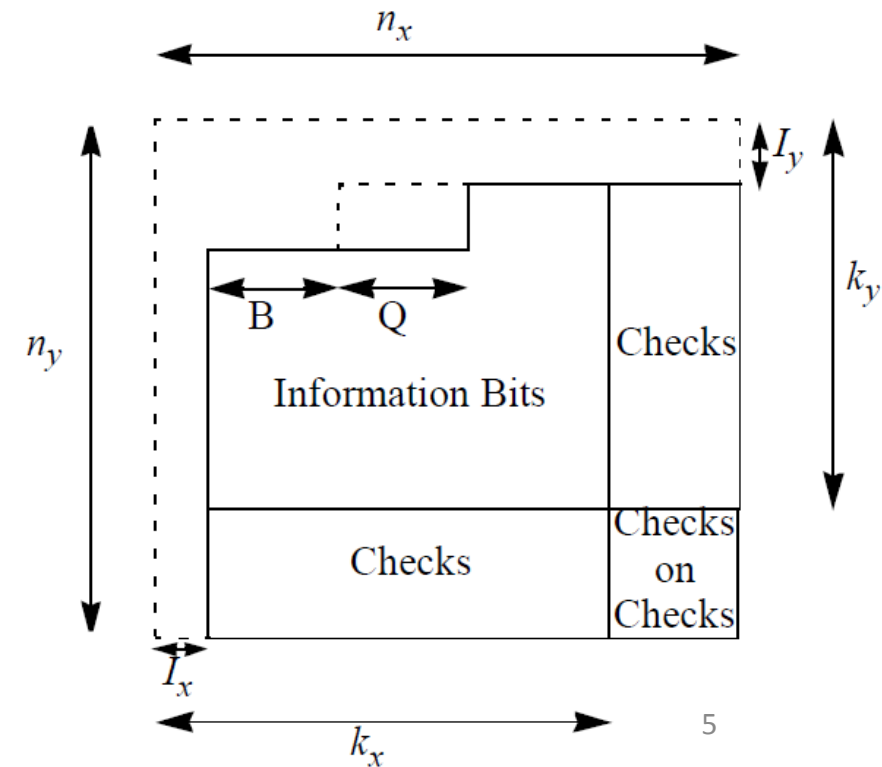 n_x
I_y
k_y
B
Q
n_y
Checks
Information Bits
Checks
Checks
on
Checks
I_x
k_x
5